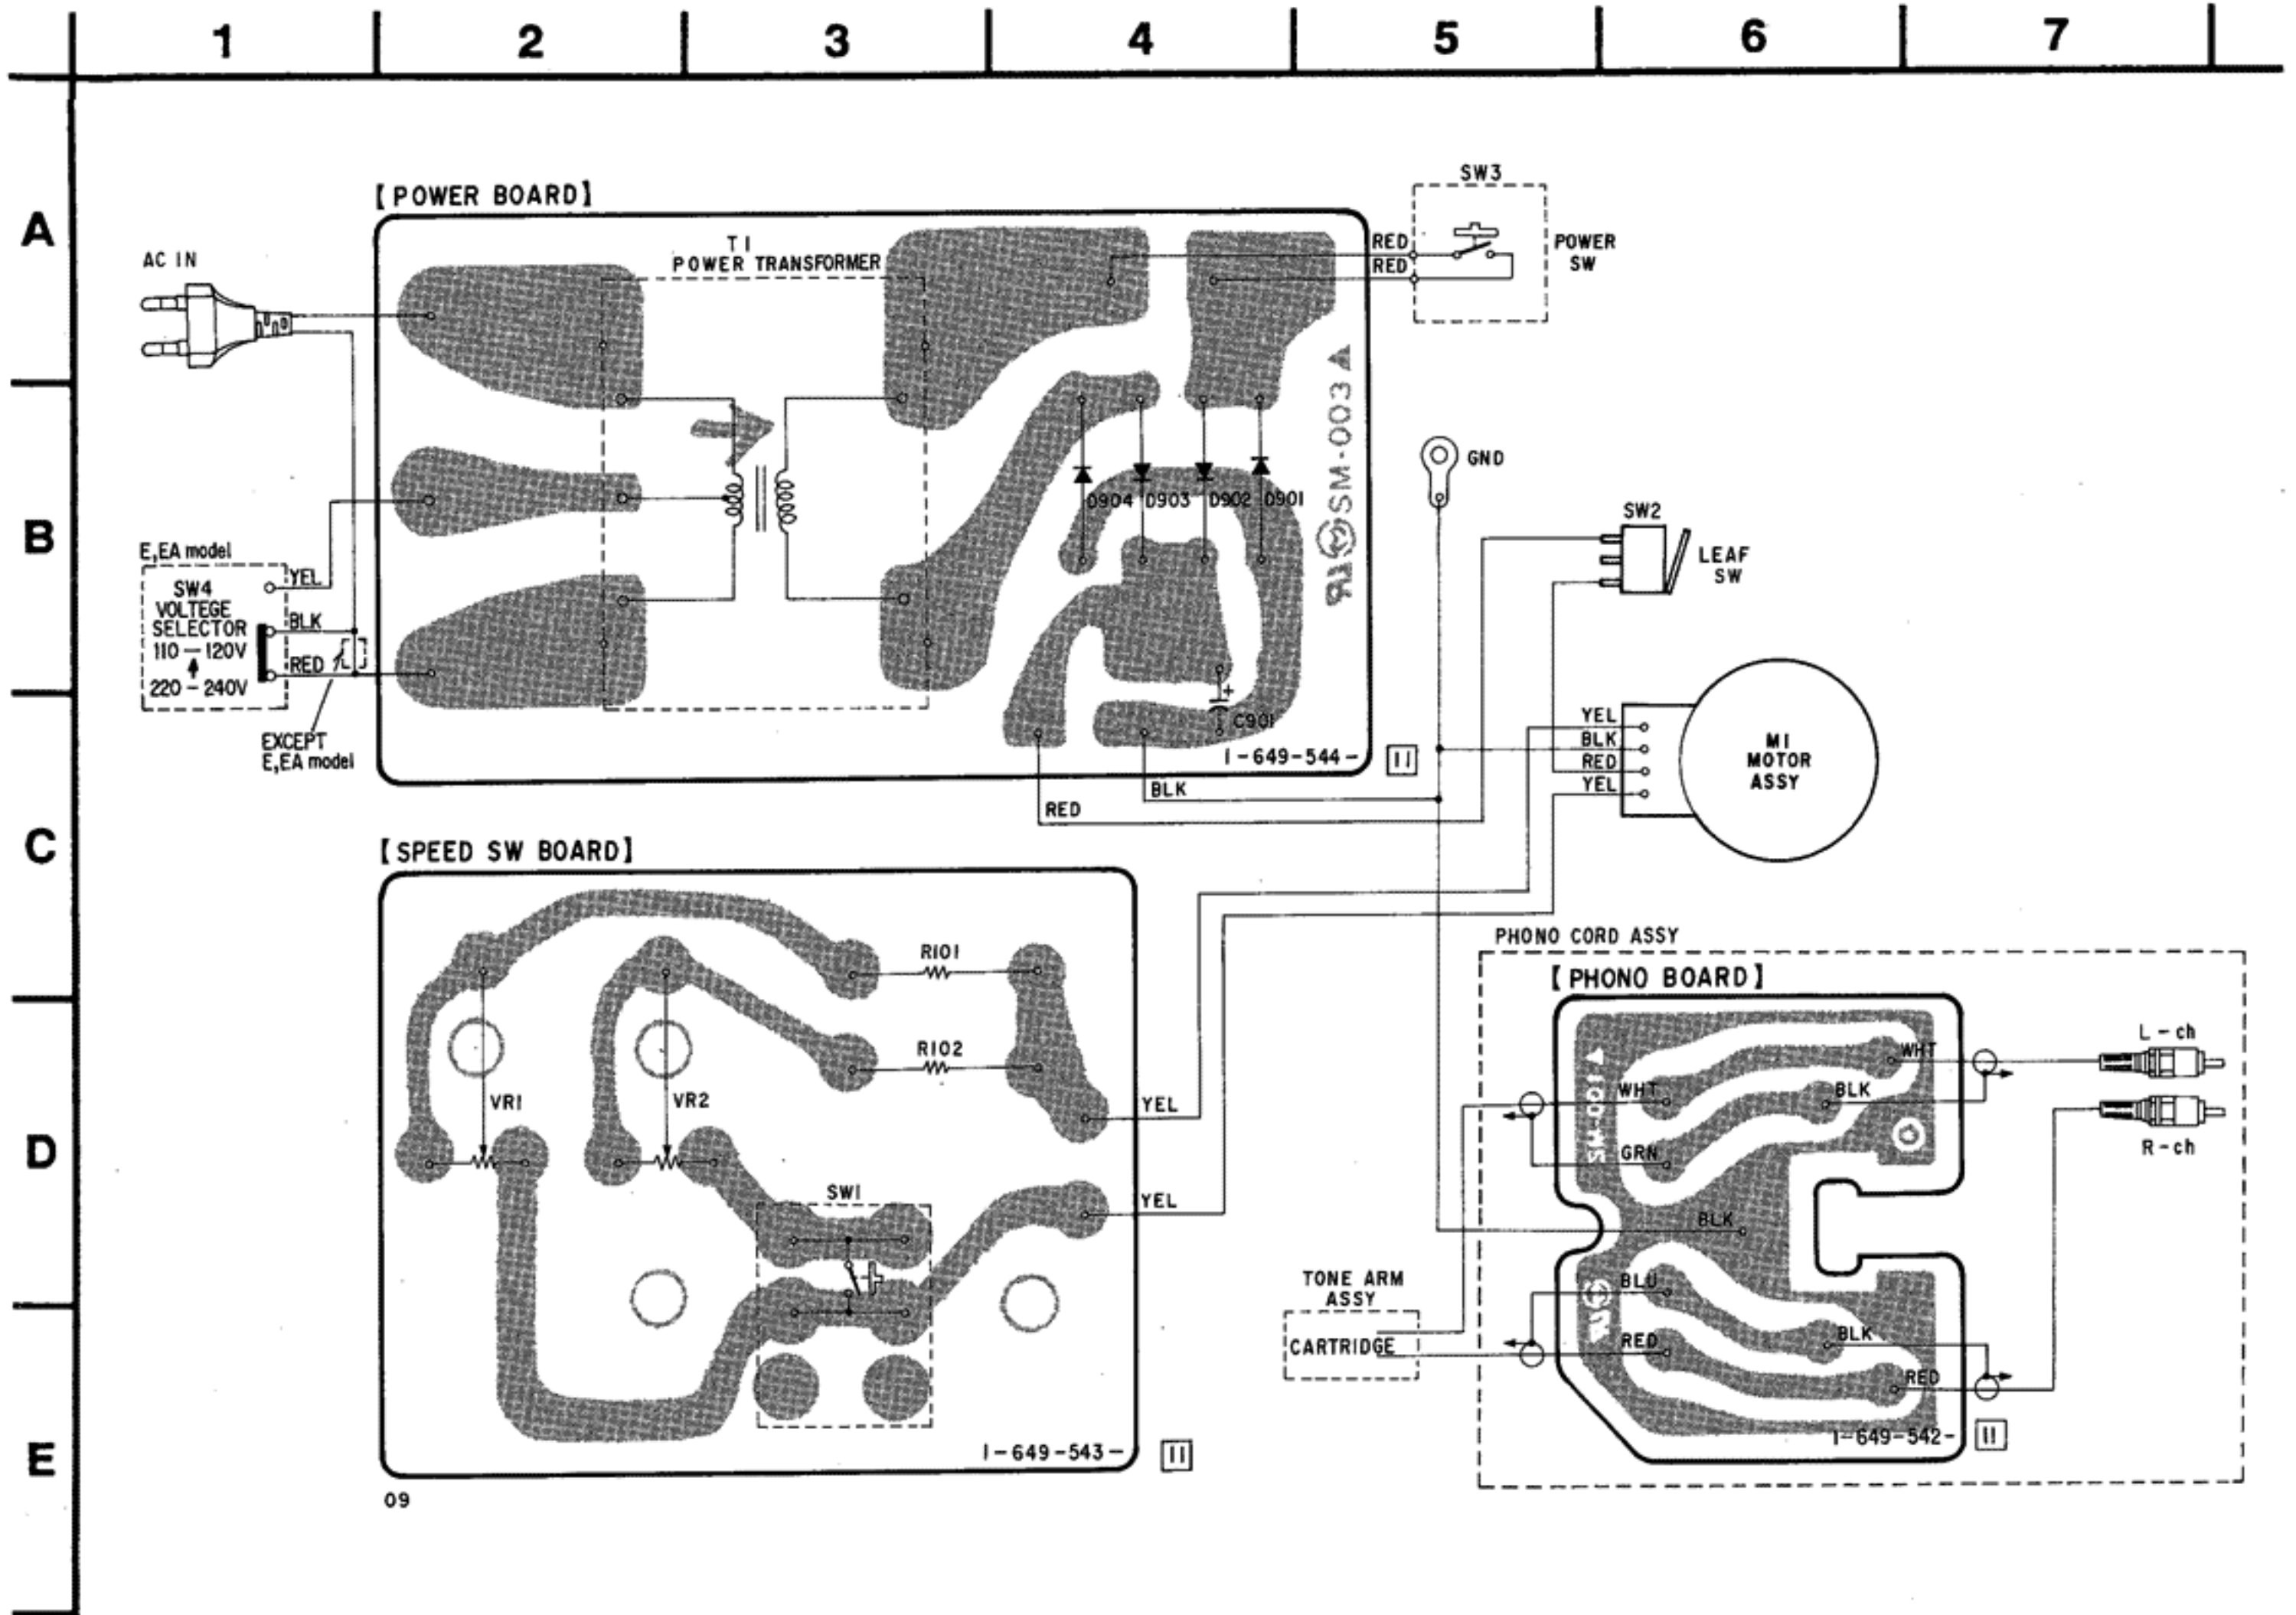 1 2 3 4 5 6 7
A
B
C
D
E
[POWER BOARD]
AC IN
T1
POWER TRANSFORMER
RED
RED
SW3
POWER
SW
SM-003
D904 D903 D902 D901
GND
SW2
LEAF
SW
E,EA model
SW4
VOLTEGE
SELECTOR
110-120V
220-240V
YEL
BLK
RED
EXCEPT
E,EA model
+
C901
1-649-544-
11
RED
BLK
YEL
BLK
RED
YEL
M1
MOTOR
ASSY
[SPEED SW BOARD]
R101
R102
VR1
VR2
YEL
YEL
SW1
1-649-543-
11
09
PHONO CORD ASSY
[PHONO BOARD]
WHT
WHT
BLK
GRN
BLK
BLU
BLK
RED
RED
L-ch
R-ch
SM-001
TONE ARM
ASSY
CARTRIDGE
1-649-542-
11